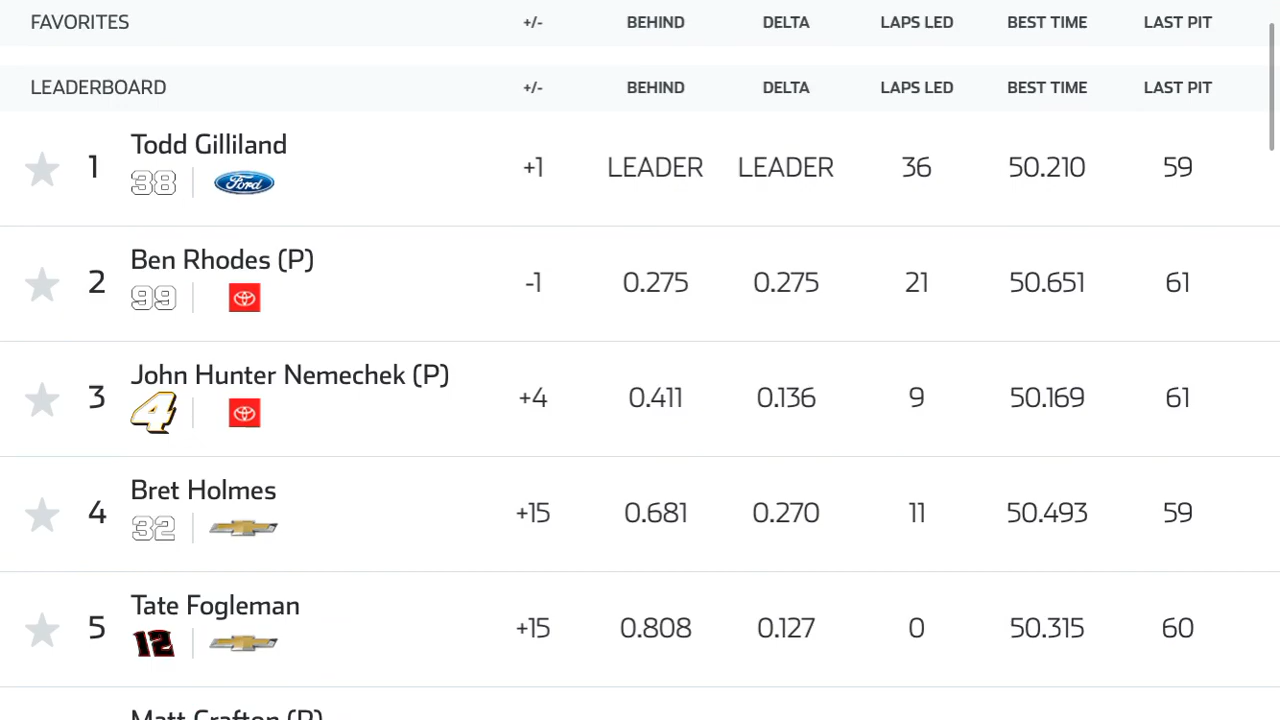 FAVORITES +/- BEHIND DELTA LAPS LED BEST TIME LAST PIT
LEADERBOARD +/- BEHIND DELTA LAPS LED BEST TIME LAST PIT
1 Todd Gilliland 38 Ford +1 LEADER LEADER 36 50.210 59
2 Ben Rhodes (P) 99 -1 0.275 0.275 21 50.651 61
3 John Hunter Nemechek (P) 4 +4 0.411 0.136 9 50.169 61
4 Bret Holmes 32 +15 0.681 0.270 11 50.493 59
5 Tate Fogleman 12 +15 0.808 0.127 0 50.315 60
Matt Crafton (P)